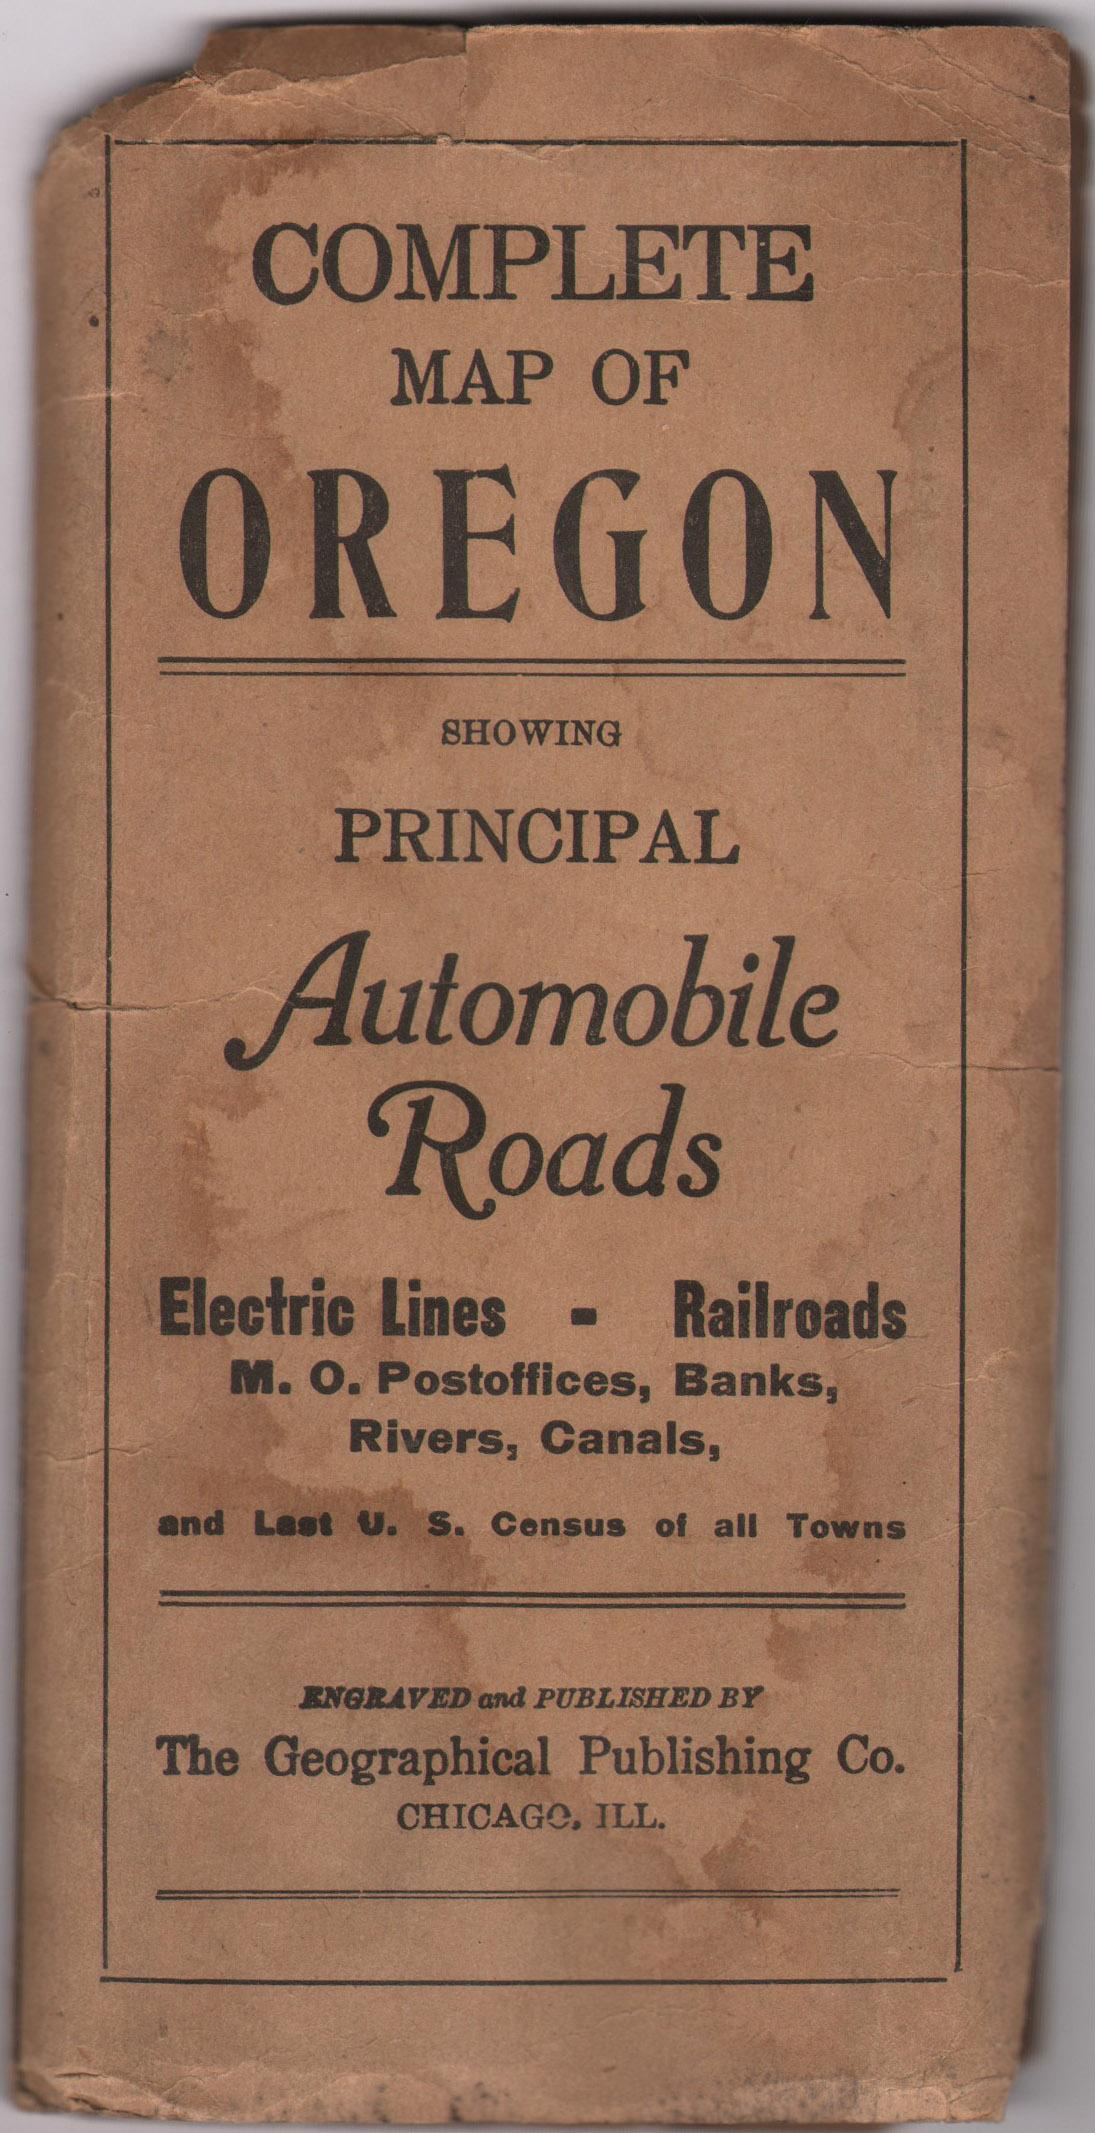 COMPLETE
MAP OF
OREGON
SHOWING
PRINCIPAL
Automobile
Roads
Electric Lines - Railroads
M. O. Postoffices, Banks,
Rivers, Canals,
and Last U. S. Census of all Towns
ENGRAVED and PUBLISHED BY
The Geographical Publishing Co.
CHICAGO, ILL.